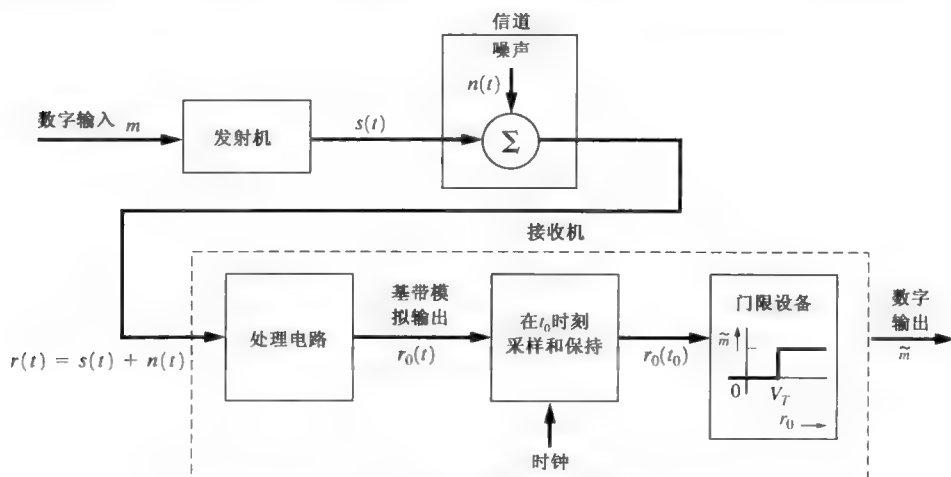 信道
噪声
n(t)
数字输入 m
发射机
s(t)
Σ
接收机
r(t) = s(t) + n(t)
处理电路
基带模
拟输出
r₀(t)
在t₀时刻
采样和保持
时钟
r₀(t₀)
门限设备
m̃
0
V_T
r₀
数字
输出
m̃